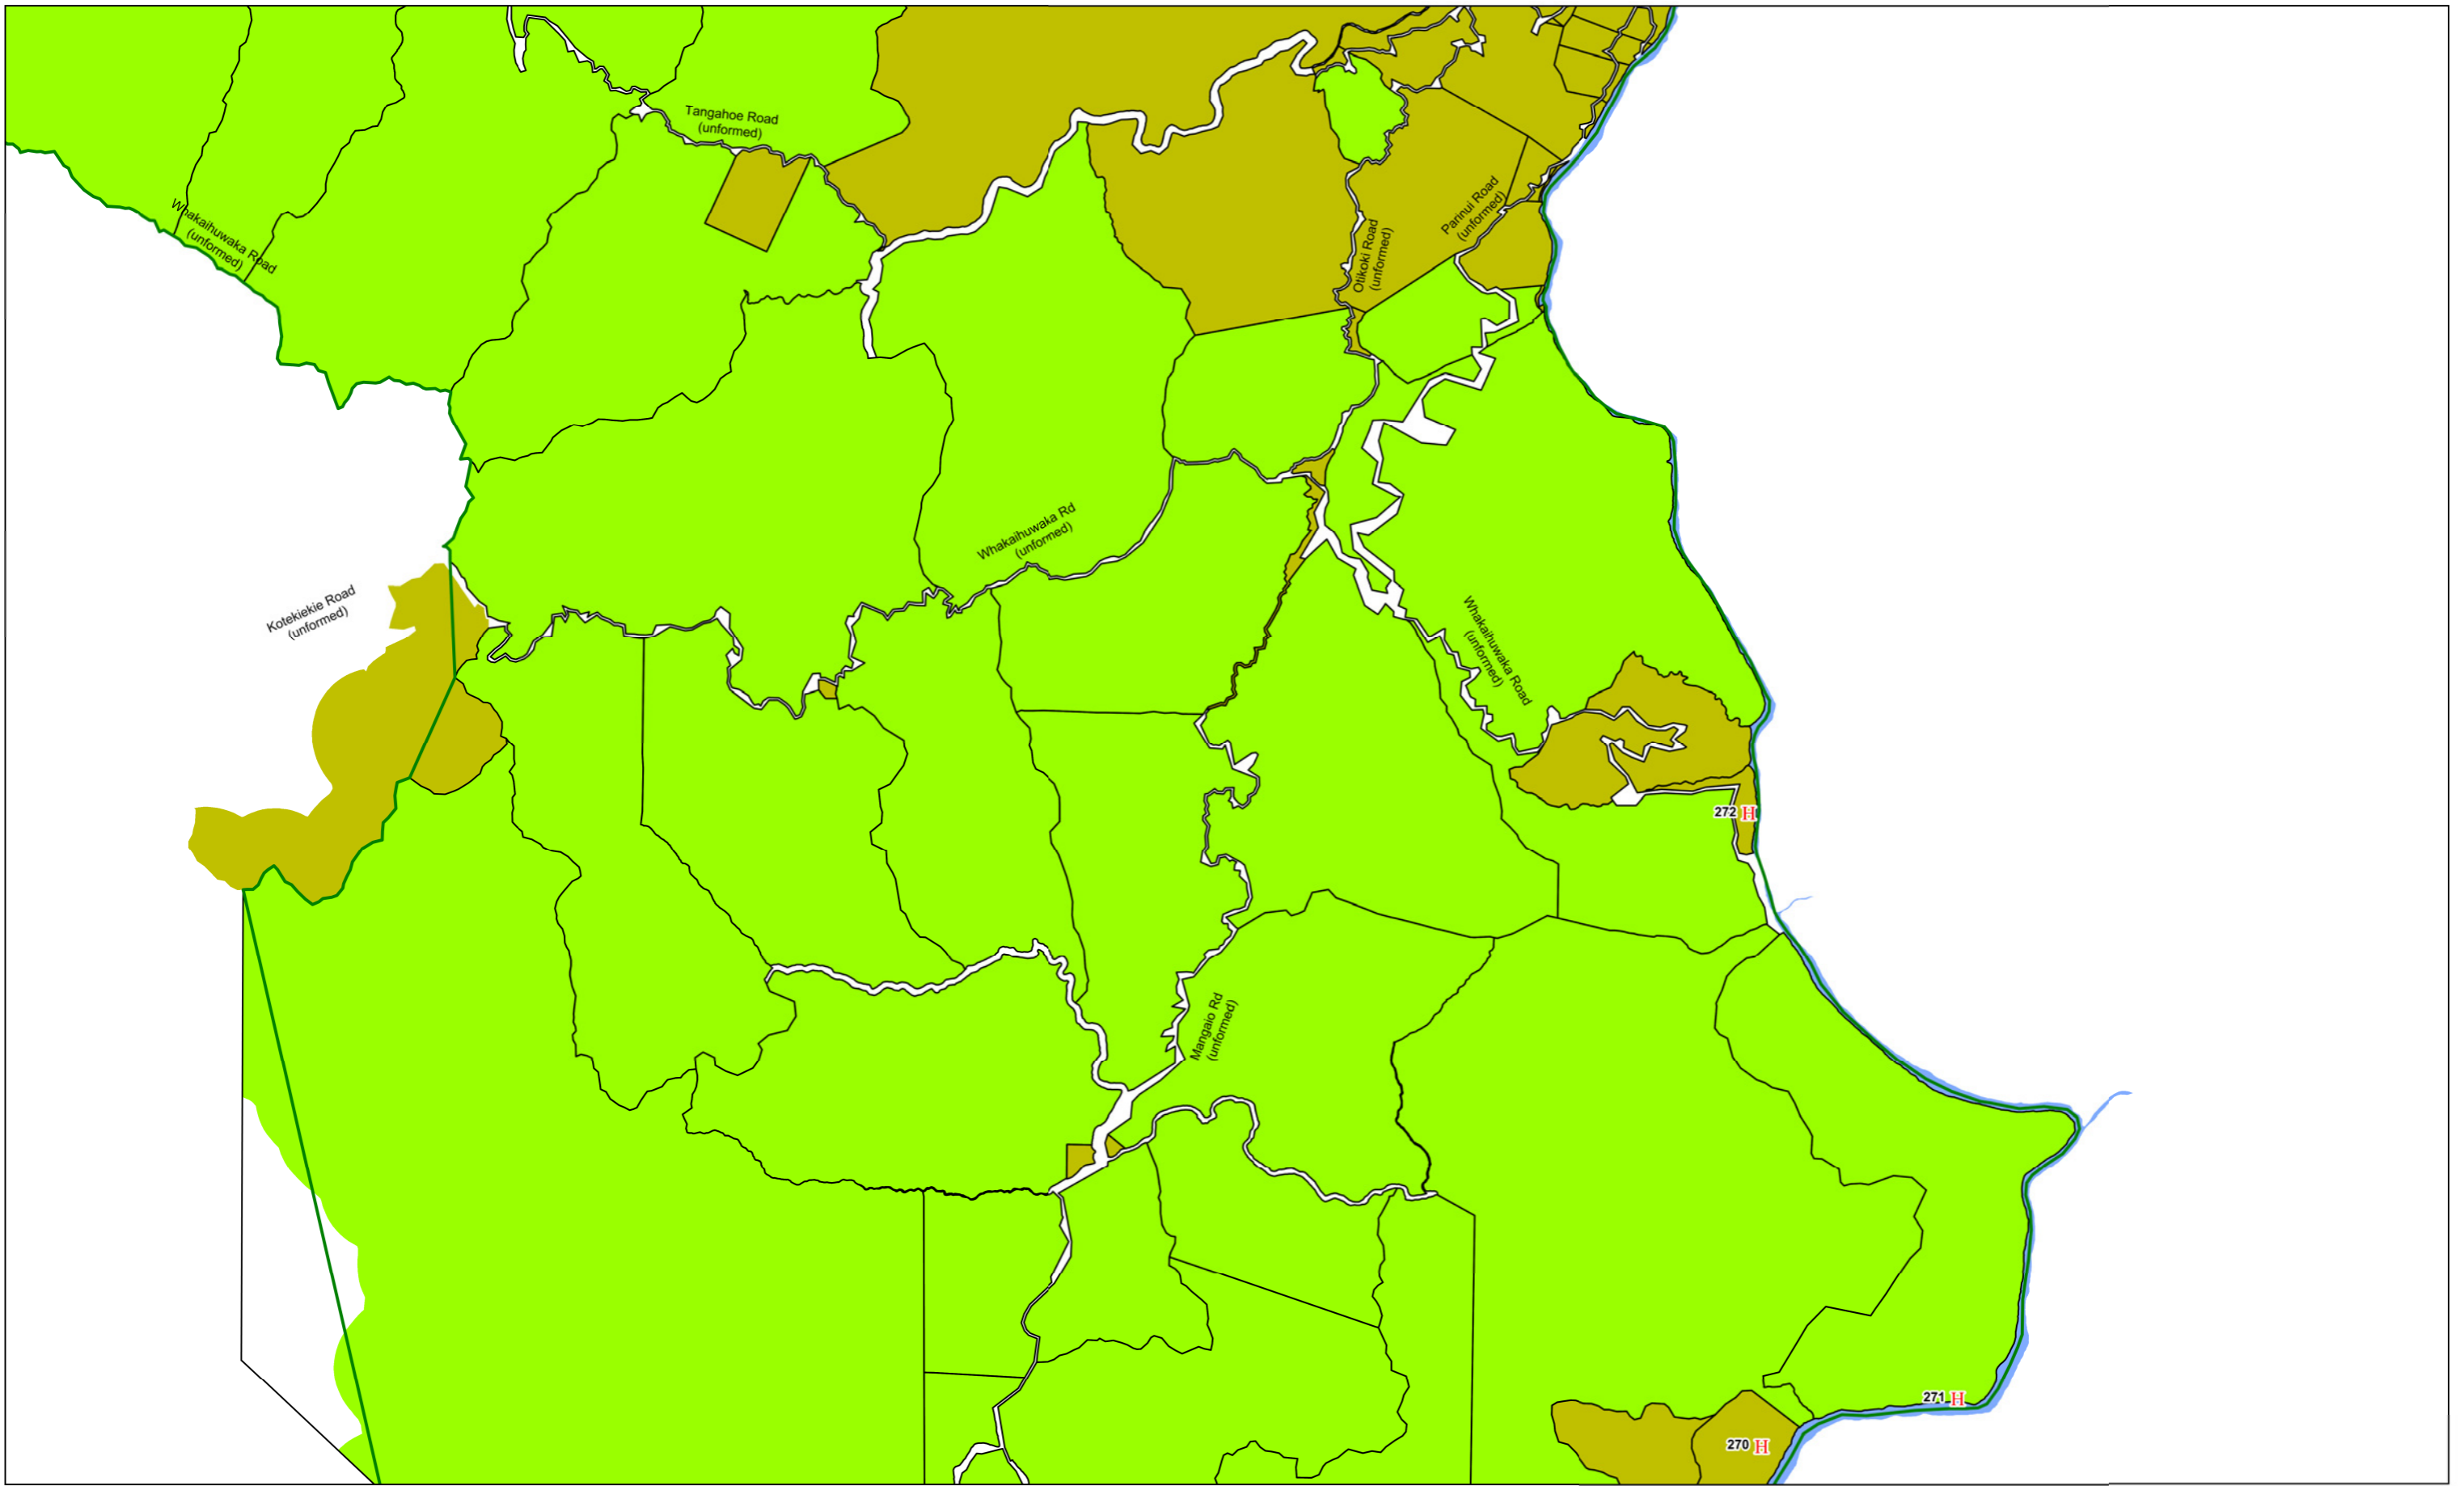 Tangahoe Road
(unformed)
Whakaihuwaka Road
(unformed)
Parinui Road
(unformed)
Otikoki Road
(unformed)
Whakaihuwaka Rd
(unformed)
Kotekiekie Road
(unformed)
Whakaihuwaka Road
(unformed)
272 H
Mangaio Rd
(unformed)
271 H
270 H